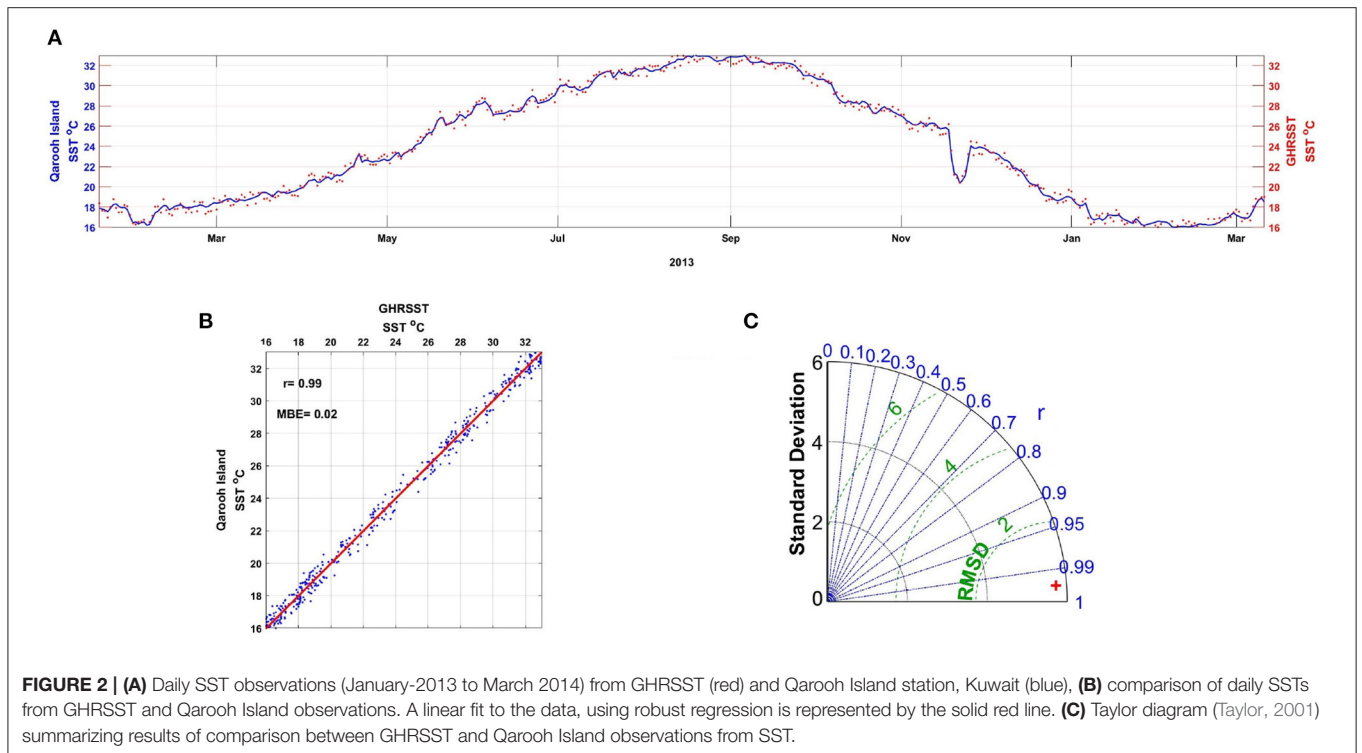 A
Qarooh Island
SST °C
32
30
28
26
24
22
20
18
16
32
30
28
26
24
22
20
18
16
GHRSST
SST °C
Mar
May
Jul
Sep
Nov
Jan
Mar
2013
B
GHRSST
SST °C
16 18 20 22 24 26 28 30 32
Qarooh Island
SST °C
32
30
28
26
24
22
20
18
16
r= 0.99
MBE= 0.02
C
Standard Deviation
6
4
2
0
0
0.1
0.2
0.3
0.4
0.5
0.6
0.7
0.8
0.9
0.95
0.99
1
r
6
4
2
RMSD
+
FIGURE 2 | (A) Daily SST observations (January-2013 to March 2014) from GHRSST (red) and Qarooh Island station, Kuwait (blue), (B) comparison of daily SSTs
from GHRSST and Qarooh Island observations. A linear fit to the data, using robust regression is represented by the solid red line. (C) Taylor diagram (Taylor, 2001)
summarizing results of comparison between GHRSST and Qarooh Island observations from SST.